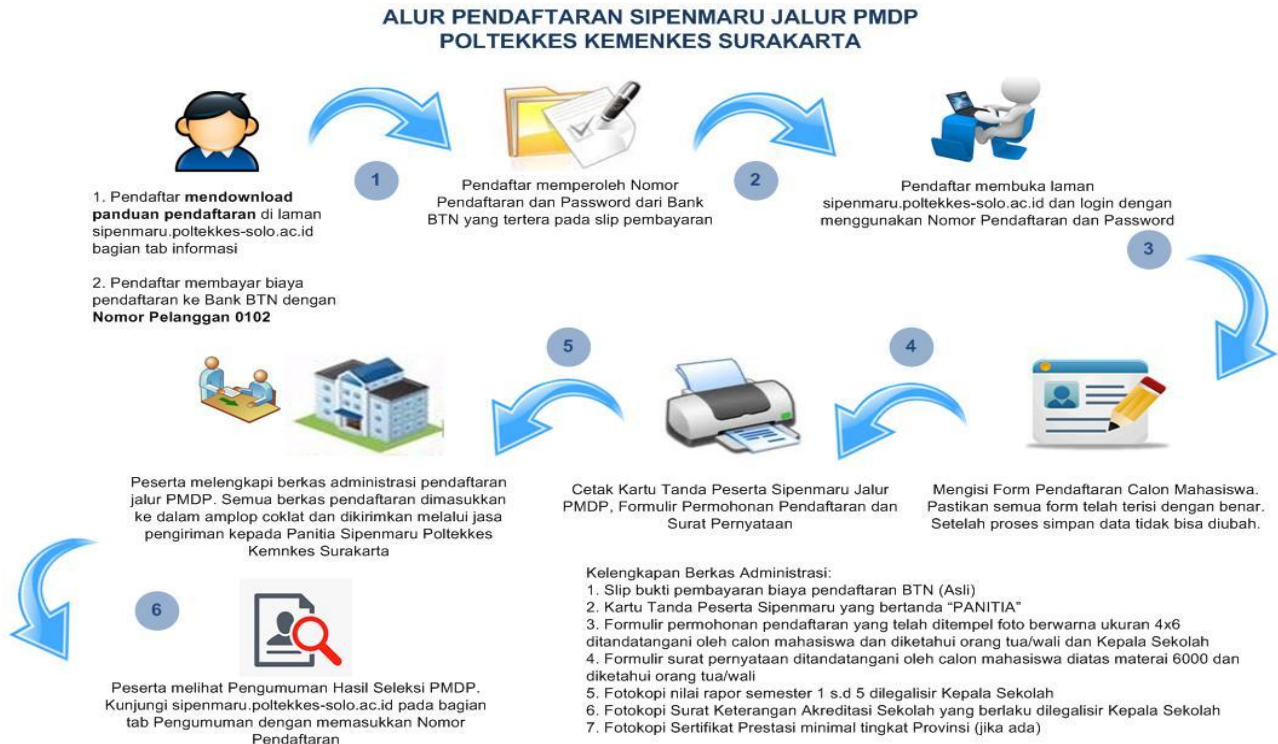 ALUR PENDAFTARAN SIPENMARU JALUR PMDP
POLTEKKES KEMENKES SURAKARTA
1
1. Pendaftar mendownload
panduan pendaftaran di laman
sipenmaru.poltekkes-solo.ac.id
bagian tab informasi
2. Pendaftar membayar biaya
pendaftaran ke Bank BTN dengan
Nomor Pelanggan 0102
Pendaftar memperoleh Nomor
Pendaftaran dan Password dari Bank
BTN yang tertera pada slip pembayaran
2
Pendaftar membuka laman
sipenmaru.poltekkes-solo.ac.id dan login dengan
menggunakan Nomor Pendaftaran dan Password
3
Mengisi Form Pendaftaran Calon Mahasiswa.
Pastikan semua form telah terisi dengan benar.
Setelah proses simpan data tidak bisa diubah.
4
Cetak Kartu Tanda Peserta Sipenmaru Jalur
PMDP, Formulir Permohonan Pendaftaran dan
Surat Pernyataan
5
Peserta melengkapi berkas administrasi pendaftaran
jalur PMDP. Semua berkas pendaftaran dimasukkan
ke dalam amplop coklat dan dikirimkan melalui jasa
pengiriman kepada Panitia Sipenmaru Poltekkes
Kemnkes Surakarta
6
Peserta melihat Pengumuman Hasil Seleksi PMDP.
Kunjungi sipenmaru.poltekkes-solo.ac.id pada bagian
tab Pengumuman dengan memasukkan Nomor
Pendaftaran
Kelengkapan Berkas Administrasi:
1. Slip bukti pembayaran biaya pendaftaran BTN (Asli)
2. Kartu Tanda Peserta Sipenmaru yang bertanda “PANITIA”
3. Formulir permohonan pendaftaran yang telah ditempel foto berwarna ukuran 4x6
ditandatangani oleh calon mahasiswa dan diketahui orang tua/wali dan Kepala Sekolah
4. Formulir surat pernyataan ditandatangani oleh calon mahasiswa diatas materai 6000 dan
diketahui orang tua/wali
5. Fotokopi nilai rapor semester 1 s.d 5 dilegalisir Kepala Sekolah
6. Fotokopi Surat Keterangan Akreditasi Sekolah yang berlaku dilegalisir Kepala Sekolah
7. Fotokopi Sertifikat Prestasi minimal tingkat Provinsi (jika ada)